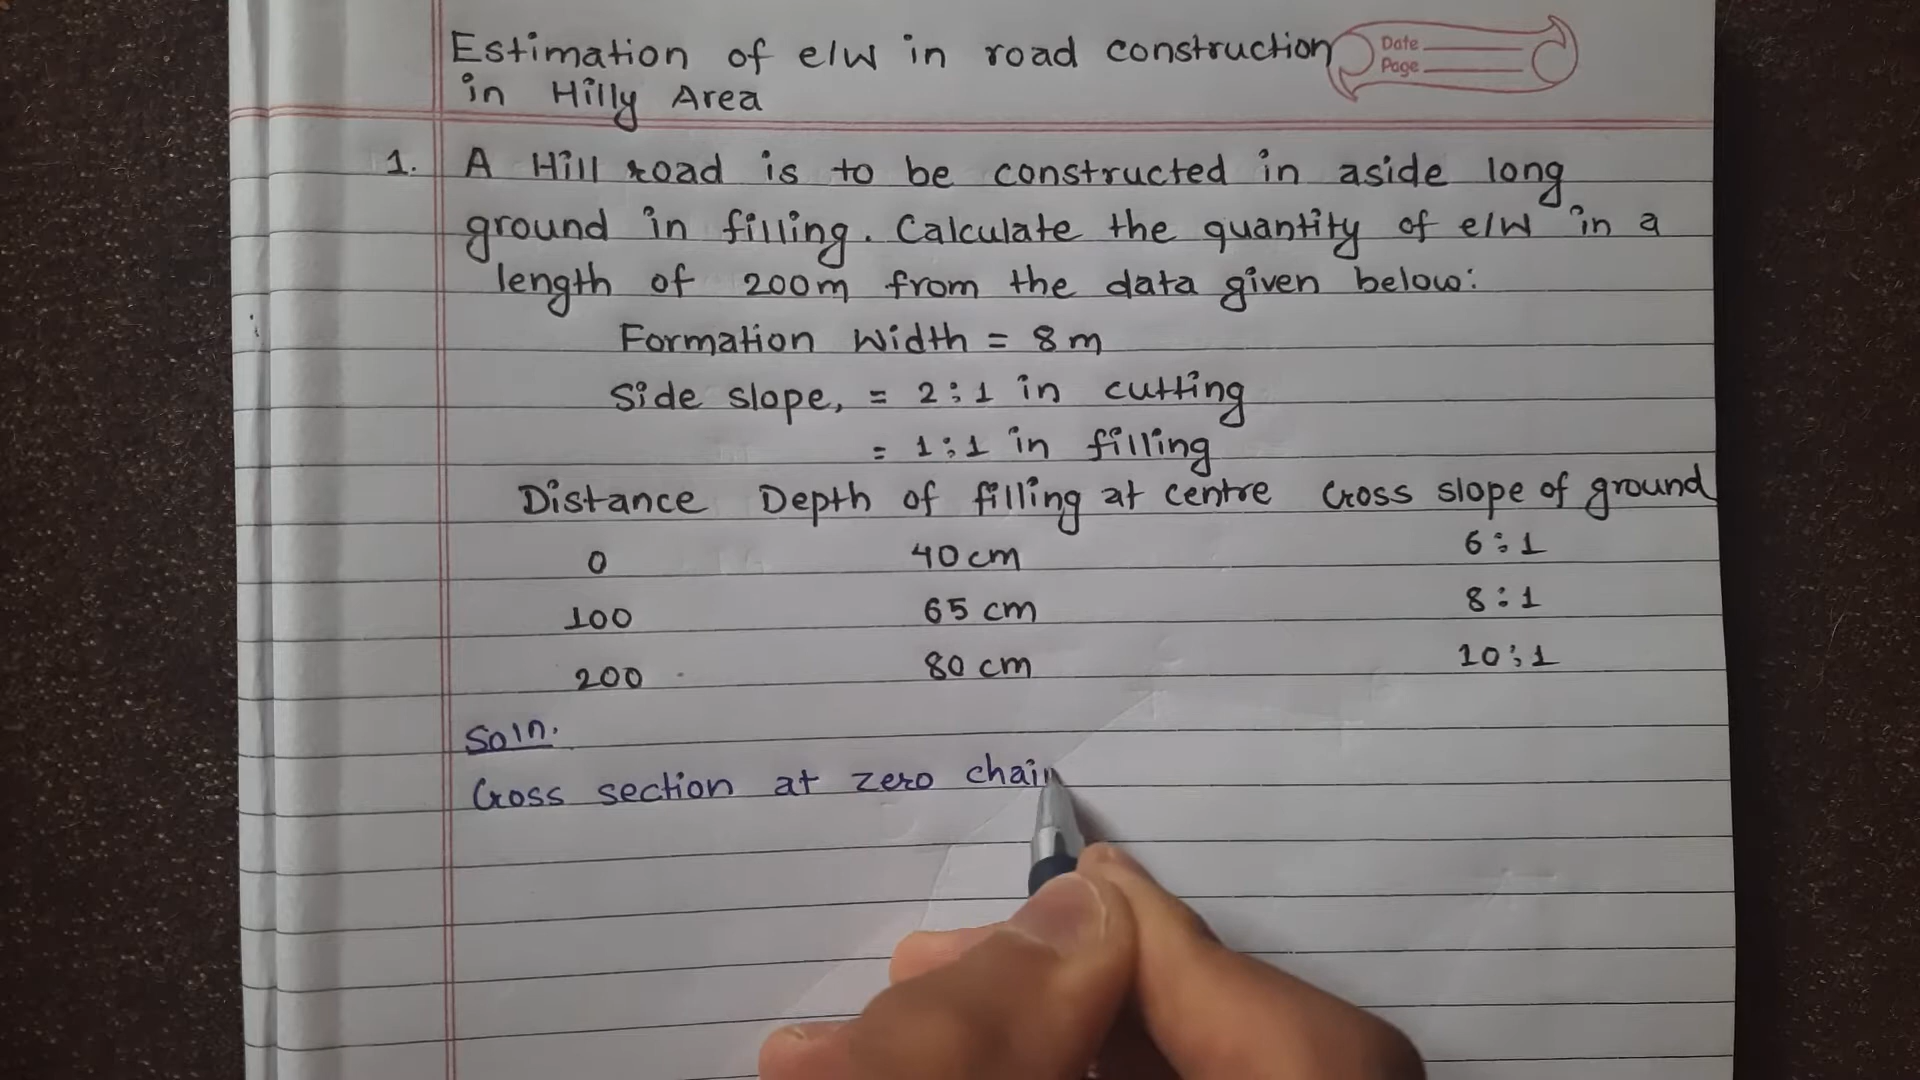 Estimation of e/w in road construction
in Hilly Area
Date
Page
1. A Hill road is to be constructed in aside long
ground in filling. Calculate the quantity of e/w in a
length of 200m from the data given below:
Formation Width = 8 m
Side slope, = 2:1 in cutting
= 1:1 in filling
Distance Depth of filling at centre Cross slope of ground
0 40 cm 6:1
100 65 cm 8:1
200 80 cm 10:1
Soln.
Cross section at zero chain